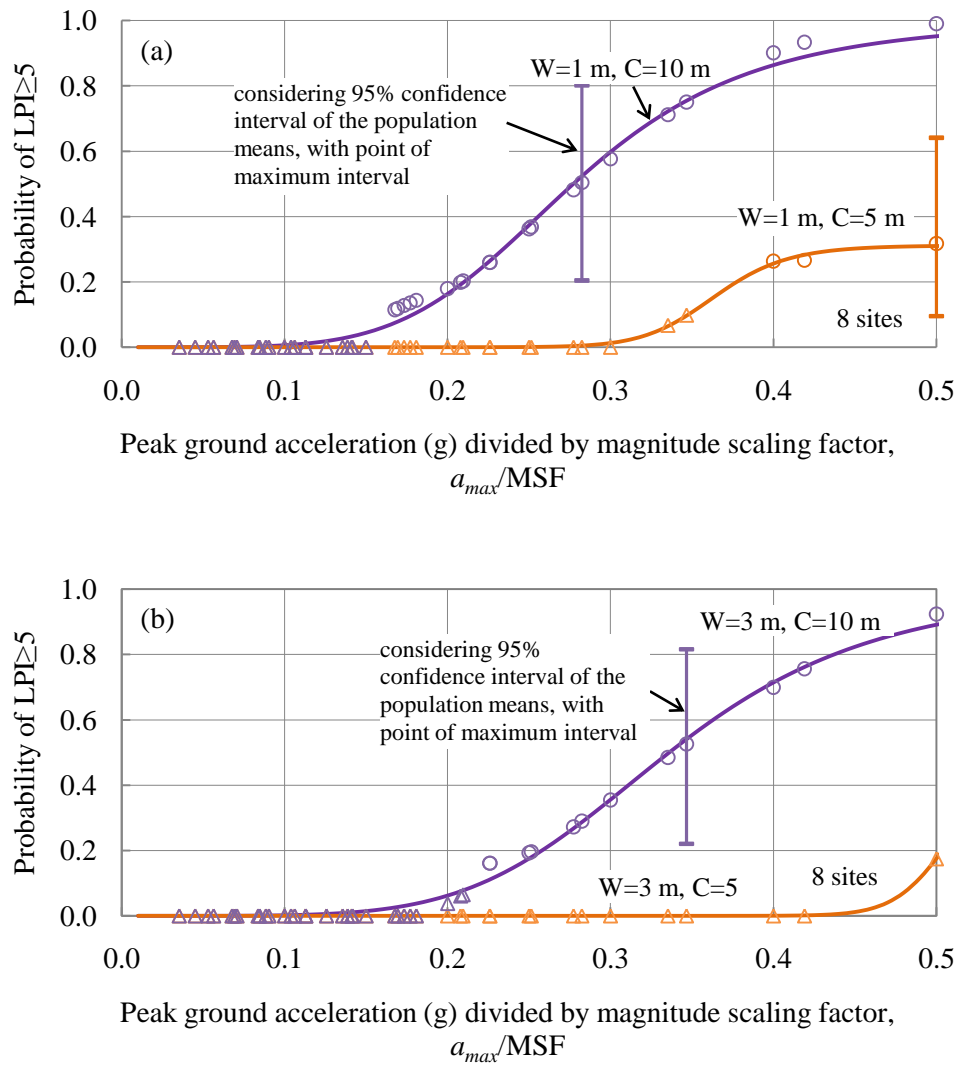 (a)
W=1 m, C=10 m
considering 95% confidence
interval of the population
means, with point of
maximum interval
W=1 m, C=5 m
8 sites
Probability of LPI≥5
1.0
0.8
0.6
0.4
0.2
0.0
0.0 0.1 0.2 0.3 0.4 0.5
Peak ground acceleration (g) divided by magnitude scaling factor,
amax/MSF
(b)
W=3 m, C=10 m
considering 95%
confidence interval of the
population means, with
point of maximum interval
W=3 m, C=5
8 sites
Probability of LPI≥5
1.0
0.8
0.6
0.4
0.2
0.0
0.0 0.1 0.2 0.3 0.4 0.5
Peak ground acceleration (g) divided by magnitude scaling factor,
amax/MSF